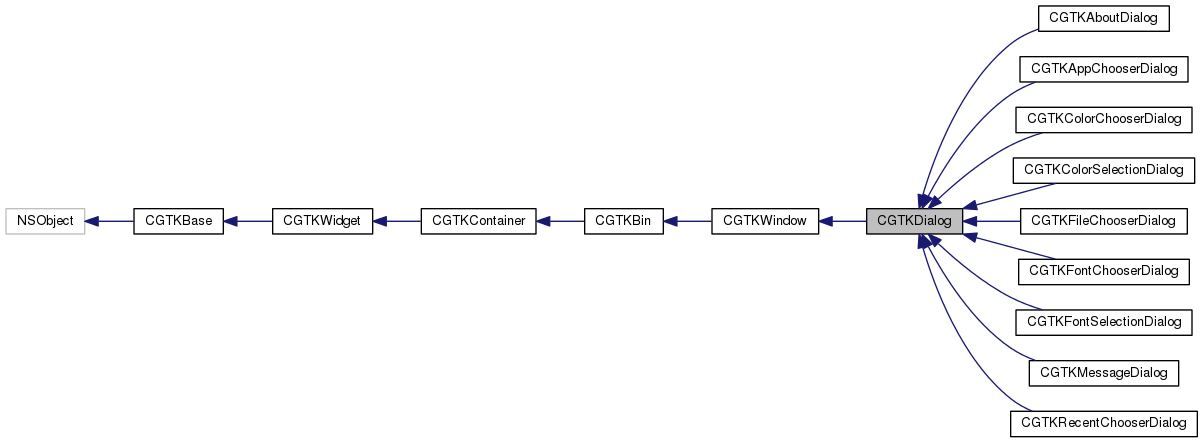 CGTKAboutDialog
CGTKAppChooserDialog
CGTKColorChooserDialog
CGTKColorSelectionDialog
NSObject
CGTKBase
CGTKWidget
CGTKContainer
CGTKBin
CGTKWindow
CGTKDialog
CGTKFileChooserDialog
CGTKFontChooserDialog
CGTKFontSelectionDialog
CGTKMessageDialog
CGTKRecentChooserDialog